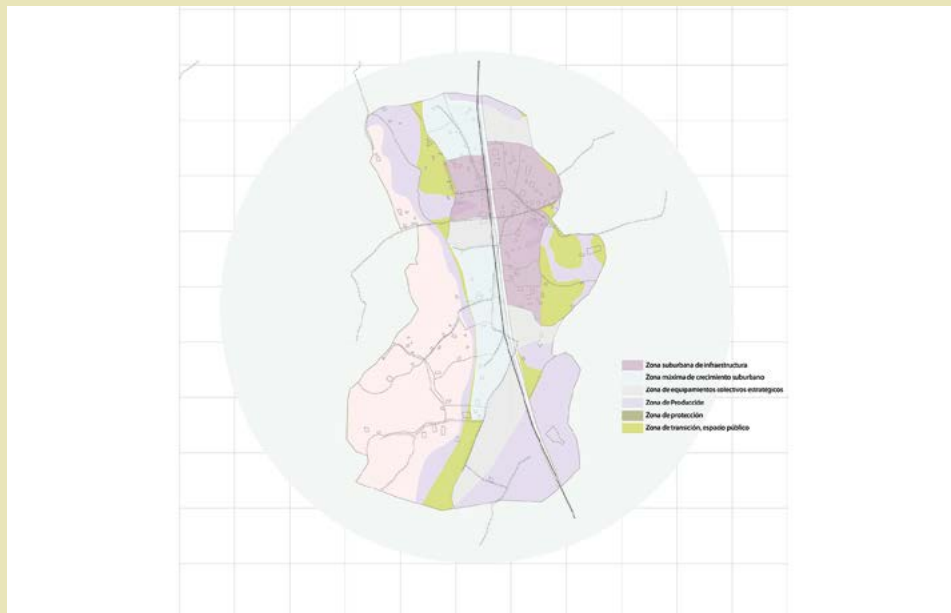 Zona suburbana de infraestructura
Zona máxima de crecimiento suburbano
Zona de equipamientos colectivos estratégicos
Zona de Producción
Zona de protección
Zona de transición, espacio público